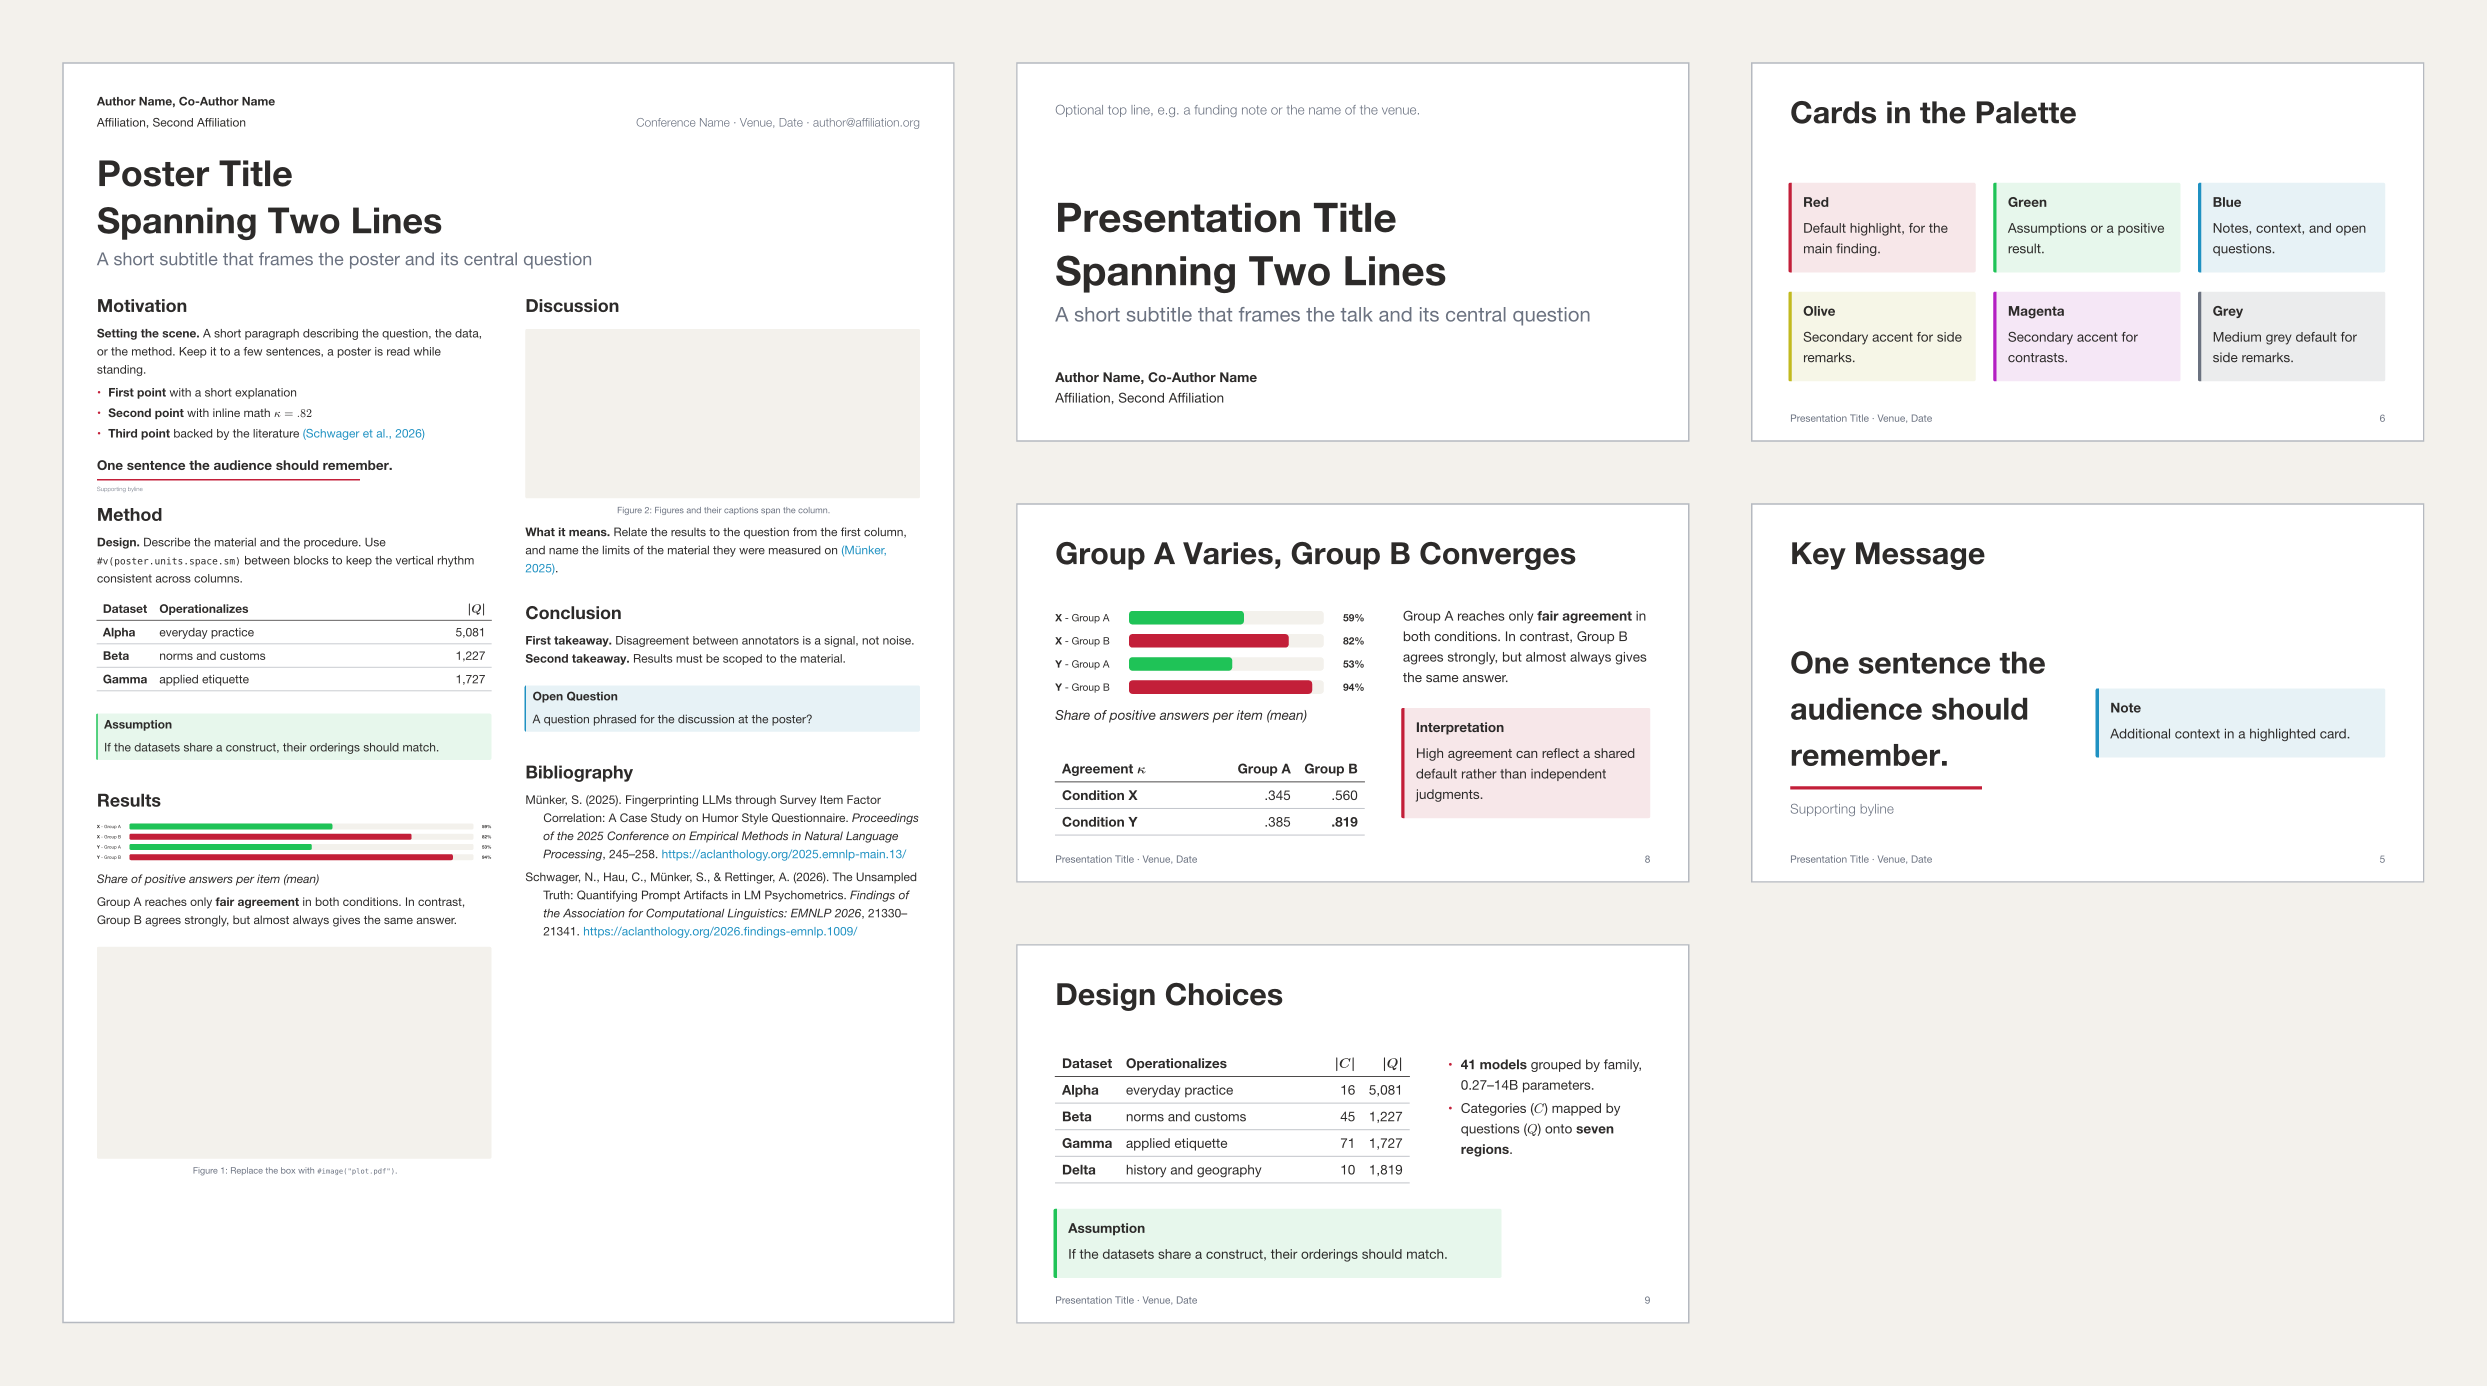 Author Name, Co-Author Name
Affiliation, Second Affiliation
Conference Name · Venue, Date · author@affiliation.org
Poster Title
Spanning Two Lines
A short subtitle that frames the poster and its central question
Motivation
Setting the scene. A short paragraph describing the question, the data,
or the method. Keep it to a few sentences, a poster is read while
standing.
• First point with a short explanation
• Second point with inline math κ = .82
• Third point backed by the literature (Schwager et al., 2026)
One sentence the audience should remember.
Supporting byline
Method
Design. Describe the material and the procedure. Use
#v(poster.units.space.sm) between blocks to keep the vertical rhythm
consistent across columns.
Dataset Operationalizes |Q|
Alpha everyday practice 5,081
Beta norms and customs 1,227
Gamma applied etiquette 1,727
Assumption
If the datasets share a construct, their orderings should match.
Results
X - Group A 59%
X - Group B 82%
Y - Group A 53%
Y - Group B 94%
Share of positive answers per item (mean)
Group A reaches only fair agreement in both conditions. In contrast,
Group B agrees strongly, but almost always gives the same answer.
Figure 1: Replace the box with #image("plot.pdf").
Discussion
Figure 2: Figures and their captions span the column.
What it means. Relate the results to the question from the first column,
and name the limits of the material they were measured on (Münker,
2025).
Conclusion
First takeaway. Disagreement between annotators is a signal, not noise.
Second takeaway. Results must be scoped to the material.
Open Question
A question phrased for the discussion at the poster?
Bibliography
Münker, S. (2025). Fingerprinting LLMs through Survey Item Factor
Correlation: A Case Study on Humor Style Questionnaire. Proceedings
of the 2025 Conference on Empirical Methods in Natural Language
Processing, 245–258. https://aclanthology.org/2025.emnlp-main.13/
Schwager, N., Hau, C., Münker, S., & Rettinger, A. (2026). The Unsampled
Truth: Quantifying Prompt Artifacts in LM Psychometrics. Findings of
the Association for Computational Linguistics: EMNLP 2026, 21330–
21341. https://aclanthology.org/2026.findings-emnlp.1009/
Optional top line, e.g. a funding note or the name of the venue.
Presentation Title
Spanning Two Lines
A short subtitle that frames the talk and its central question
Author Name, Co-Author Name
Affiliation, Second Affiliation
Cards in the Palette
Red
Default highlight, for the
main finding.
Green
Assumptions or a positive
result.
Blue
Notes, context, and open
questions.
Olive
Secondary accent for side
remarks.
Magenta
Secondary accent for
contrasts.
Grey
Medium grey default for
side remarks.
Presentation Title · Venue, Date 6
Group A Varies, Group B Converges
X - Group A 59%
X - Group B 82%
Y - Group A 53%
Y - Group B 94%
Share of positive answers per item (mean)
Agreement κ Group A Group B
Condition X .345 .560
Condition Y .385 .819
Group A reaches only fair agreement in
both conditions. In contrast, Group B
agrees strongly, but almost always gives
the same answer.
Interpretation
High agreement can reflect a shared
default rather than independent
judgments.
Presentation Title · Venue, Date 8
Key Message
One sentence the
audience should
remember.
Supporting byline
Note
Additional context in a highlighted card.
Presentation Title · Venue, Date 5
Design Choices
Dataset Operationalizes |C| |Q|
Alpha everyday practice 16 5,081
Beta norms and customs 45 1,227
Gamma applied etiquette 71 1,727
Delta history and geography 10 1,819
• 41 models grouped by family,
0.27–14B parameters.
• Categories (C) mapped by
questions (Q) onto seven
regions.
Assumption
If the datasets share a construct, their orderings should match.
Presentation Title · Venue, Date 9